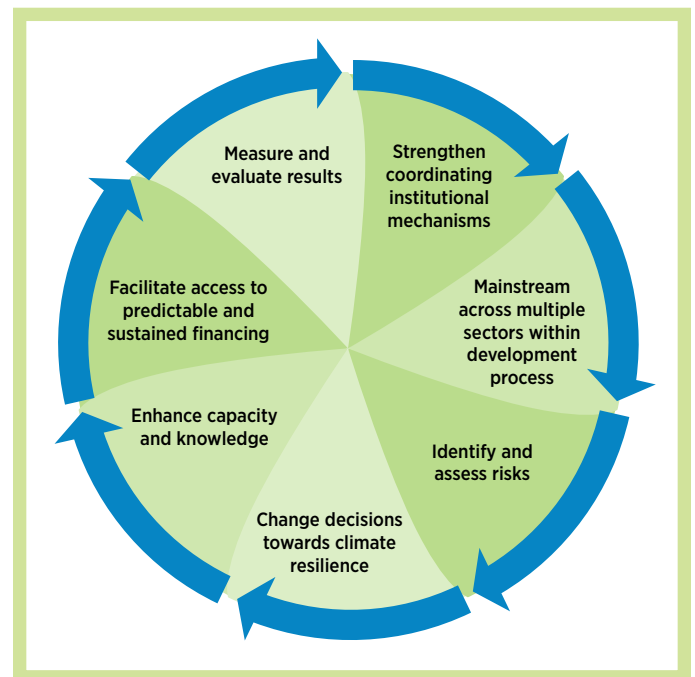 Measure and
evaluate results
Strengthen
coordinating
institutional
mechanisms
Mainstream
across multiple
sectors within
development
process
Identify and
assess risks
Change decisions
towards climate
resilience
Enhance capacity
and knowledge
Facilitate access to
predictable and
sustained financing